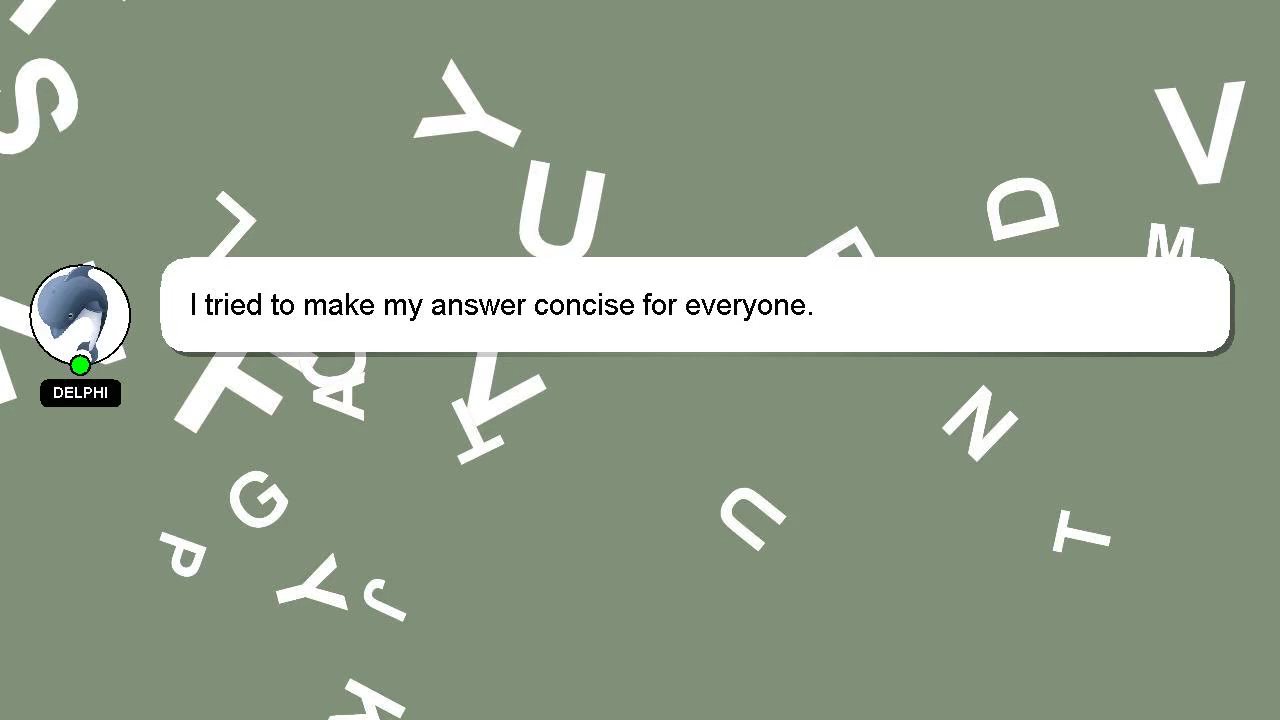 I tried to make my answer concise for everyone.
DELPHI
S
Y
U
V
D
M
L
T
A
N
G
U
T
P
Y
J
K